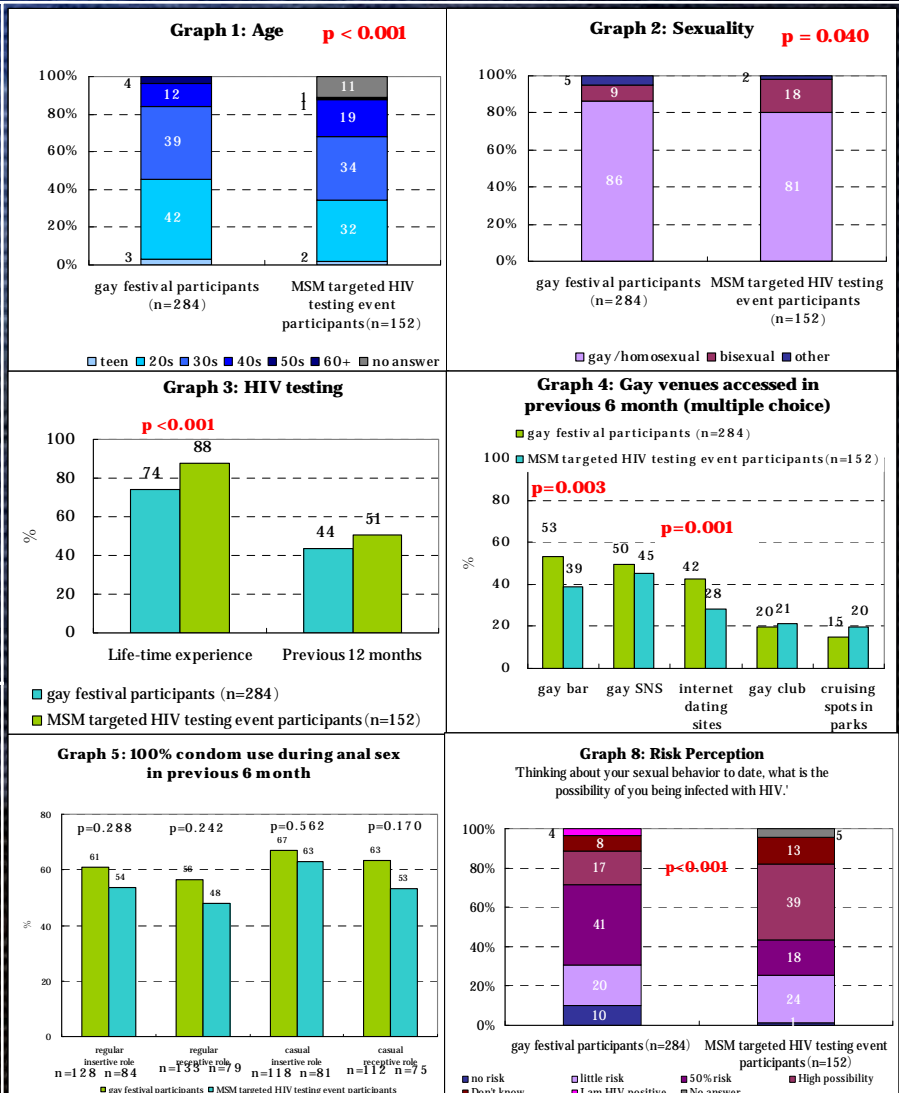 Graph 1: Age
p < 0.001
100%
80%
60%
40%
20%
0%
4
12
39
42
3
11
1
1
19
34
32
2
gay festival participants
(n=284)
MSM targeted HIV
testing event
participants(n=152)
teen 20s 30s 40s 50s 60+ no answer
Graph 2: Sexuality
p = 0.040
100%
80%
60%
40%
20%
0%
5
9
86
2
18
81
gay festival participants
(n=284)
MSM targeted HIV testing
event participants
(n=152)
gay/homosexual bisexual other
Graph 3: HIV testing
p <0.001
100
80
60
40
20
0
%
74
88
44
51
Life-time experience
Previous 12 months
gay festival participants (n=284)
MSM targeted HIV testing event participants(n=152)
Graph 4: Gay venues accessed in
previous 6 month (multiple choice)
gay festival participants (n=284)
MSM targeted HIV testing event participants(n=152)
p=0.003
p=0.001
100
80
60
40
20
0
%
53
39
50
45
42
28
20
21
15
20
gay bar
gay SNS
internet
dating
sites
gay club
cruising
spots in
parks
Graph 5: 100% condom use during anal sex
in previous 6 month
80
60
40
20
0
%
p=0.288
p=0.242
p=0.562
p=0.170
61
54
56
48
67
63
63
53
regular
insertive role
n=128 n=84
regular
receptive role
n=133 n=79
casual
insertive role
n=118 n=81
casual
receptive role
n=112 n=75
gay festival participants MSM targeted HIV testing event participants
Graph 8: Risk Perception
'Thinking about your sexual behavior to date, what is the
possibility of you being infected with HIV.'
p<0.001
100%
80%
60%
40%
20%
0%
4
8
17
41
20
10
5
13
39
18
24
1
gay festival participants(n=284)
MSM targeted HIV testing event
participants(n=152)
no risk little risk 50%risk High possibility
Don't know I am HIV positive No answer